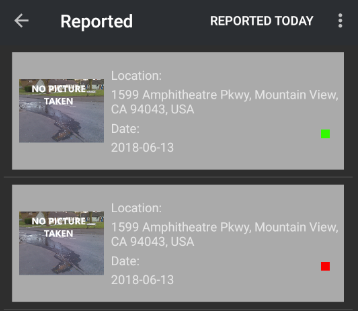 Reported
REPORTED TODAY
NO PICTURE
TAKEN
Location:
1599 Amphitheatre Pkwy, Mountain View,
CA 94043, USA
Date:
2018-06-13
NO PICTURE
TAKEN
Location:
1599 Amphitheatre Pkwy, Mountain View,
CA 94043, USA
Date:
2018-06-13